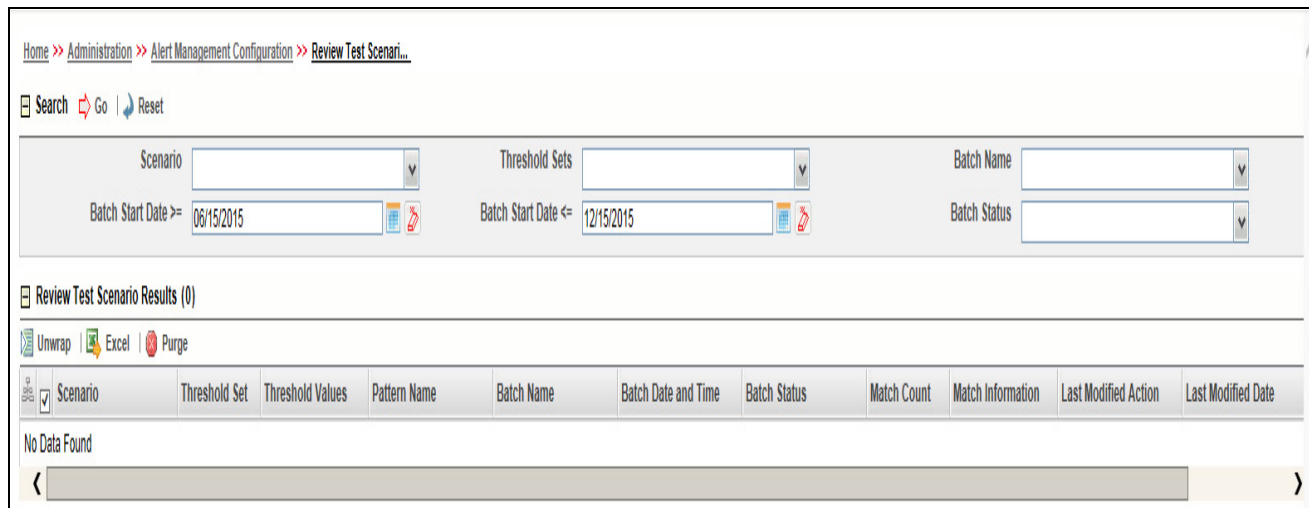 Home >> Administration >> Alert Management Configuration >> Review Test Scenari...
Search Go | Reset
Scenario Threshold Sets Batch Name
Batch Start Date >= 06/15/2015 Batch Start Date <= 12/15/2015 Batch Status
Review Test Scenario Results (0)
Unwrap | Excel | Purge
Scenario Threshold Set Threshold Values Pattern Name Batch Name Batch Date and Time Batch Status Match Count Match Information Last Modified Action Last Modified Date
No Data Found